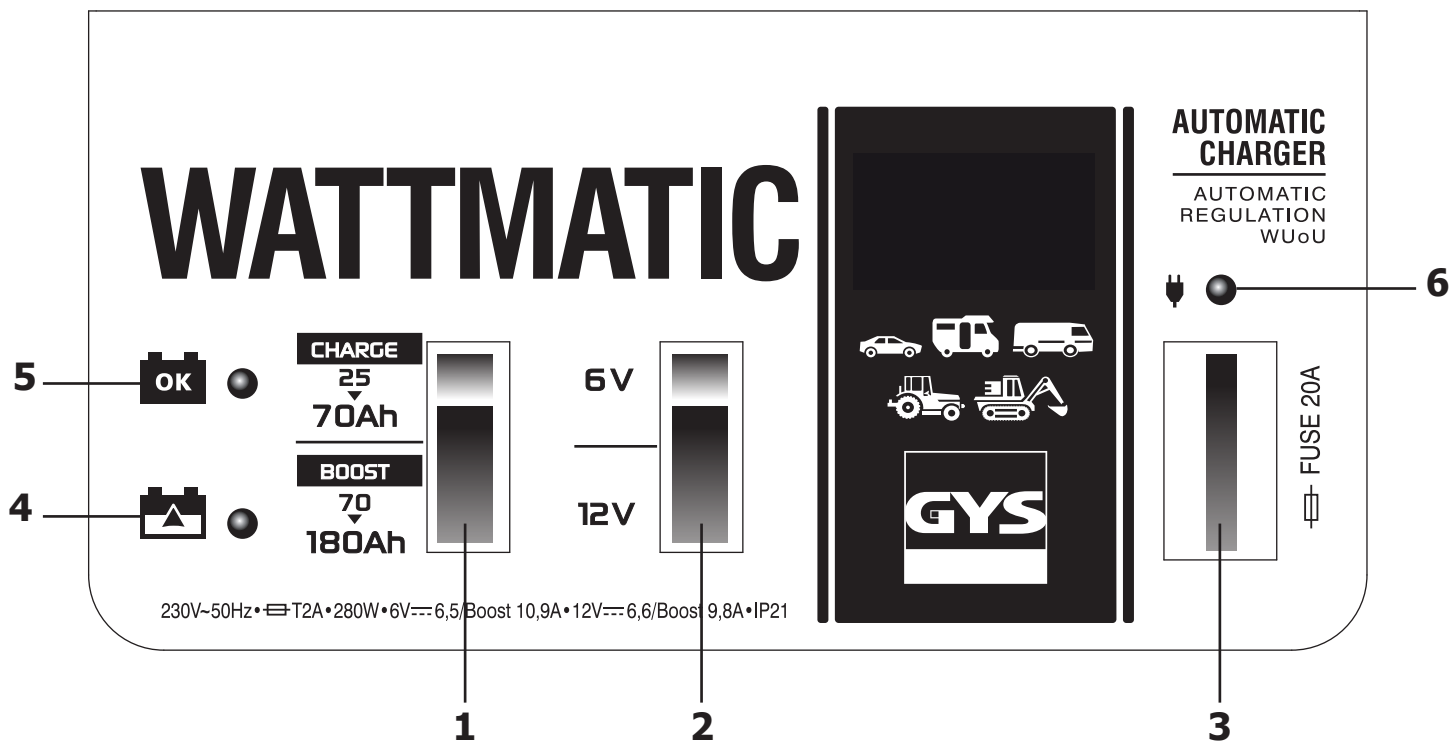 WATTMATIC
AUTOMATIC
CHARGER
AUTOMATIC
REGULATION
WUoU
6
5
OK
CHARGE
25
70Ah
BOOST
70
180Ah
4
6V
12V
GYS
FUSE 20A
230V~50Hz • T2A • 280W • 6V 6,5/Boost 10,9A • 12V 6,6/Boost 9,8A • IP21
1
2
3